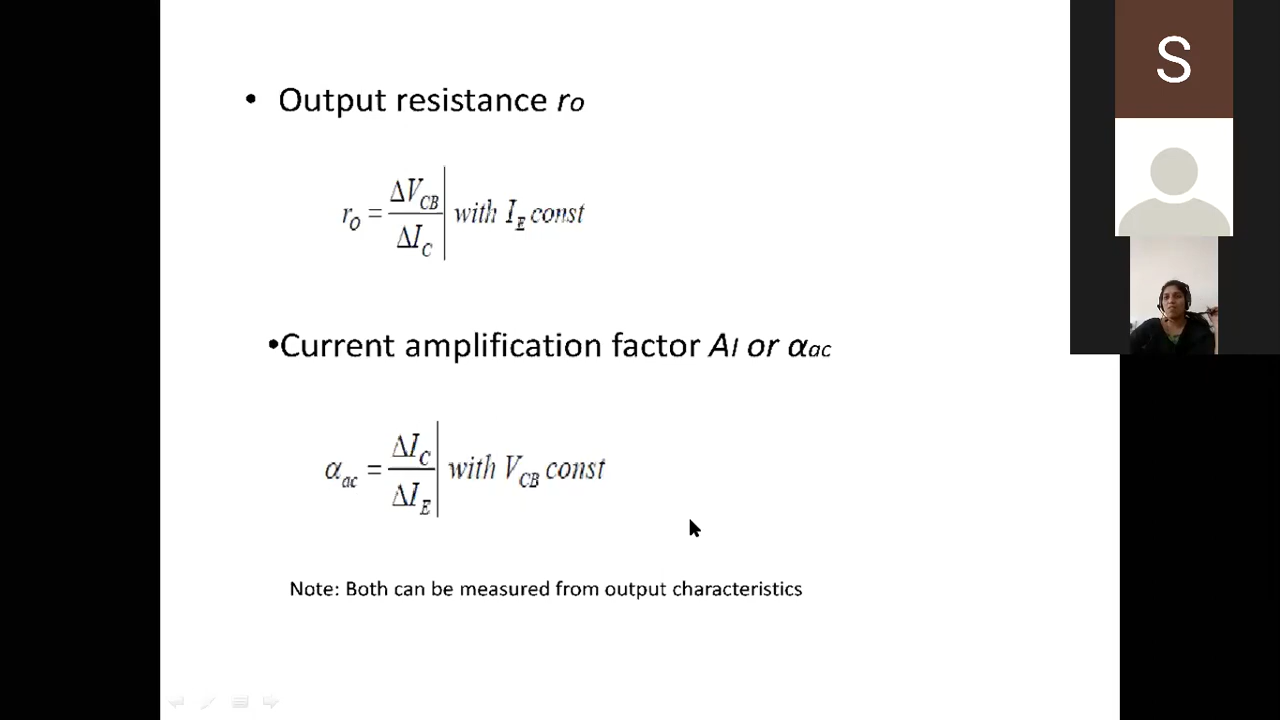 • Output resistance ro
rO = ΔVCB / ΔIC | with IE const
•Current amplification factor AI or αac
αac = ΔIC / ΔIE | with VCB const
Note: Both can be measured from output characteristics
S